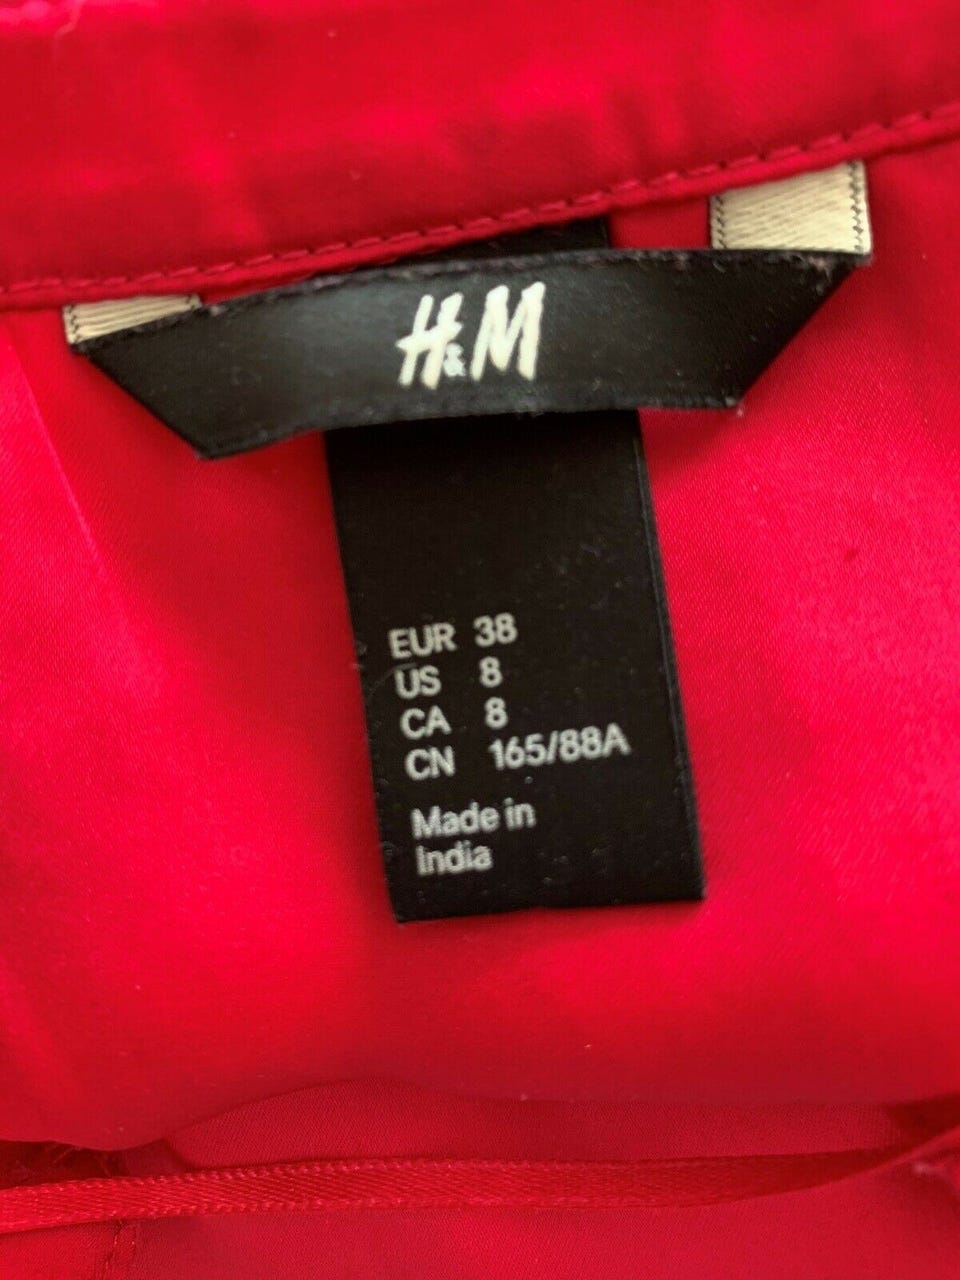 H&M
EUR 38
US 8
CA 8
CN 165/88A
Made in
India